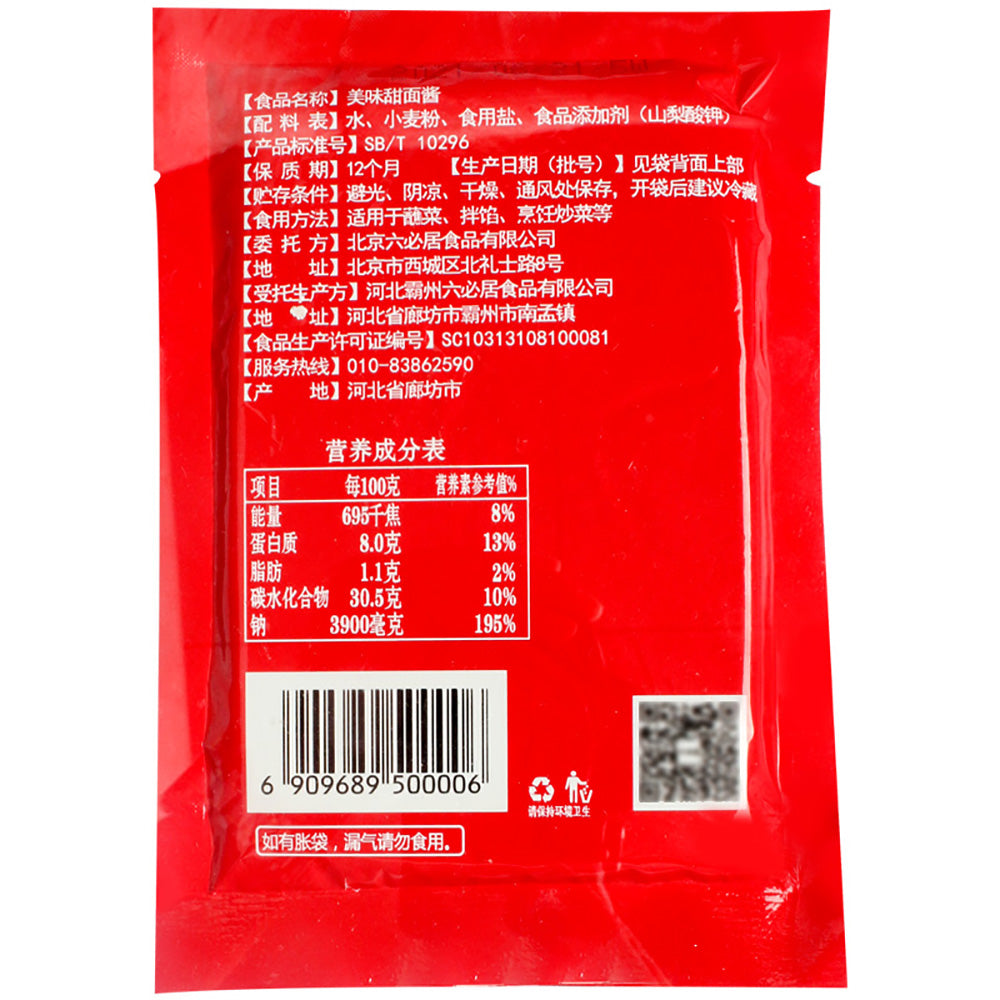 【食品名称】美味甜面酱
【配 料 表】水、小麦粉、食用盐、食品添加剂（山梨酸钾）
【产品标准号】SB/T 10296
【保 质 期】12个月 【生产日期（批号）】见袋背面上部
【贮存条件】避光、阴凉、干燥、通风处保存，开袋后建议冷藏
【食用方法】适用于蘸菜、拌馅、烹饪炒菜等
【委 托 方】北京六必居食品有限公司
【地 址】北京市西城区北礼士路8号
【受托生产方】河北霸州六必居食品有限公司
【地 址】河北省廊坊市霸州市南孟镇
【食品生产许可证编号】SC10313108100081
【服务热线】010-83862590
【产 地】河北省廊坊市
营养成分表
项目 每100克 营养素参考值%
能量 695千焦 8%
蛋白质 8.0克 13%
脂肪 1.1克 2%
碳水化合物 30.5克 10%
钠 3900毫克 195%
6 909689 500006
请保持环境卫生
如有胀袋，漏气请勿食用。